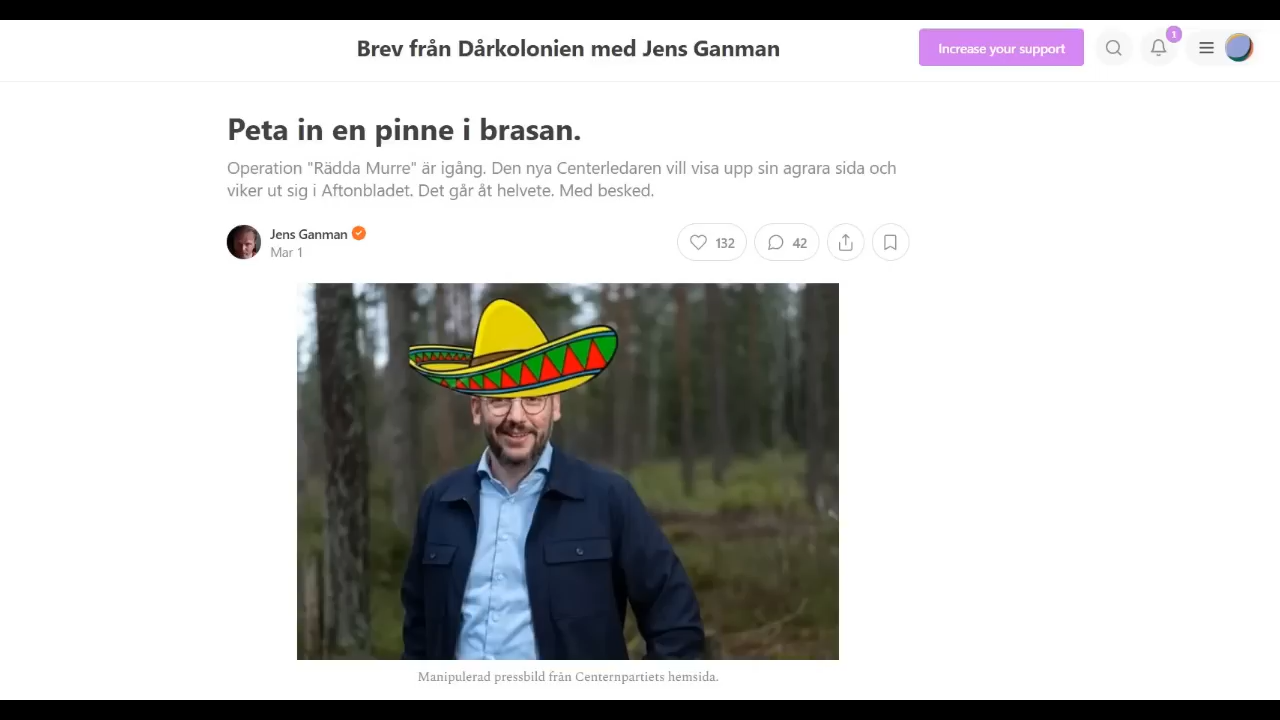 Brev från Dårkolonien med Jens Ganman
Increase your support
1
Peta in en pinne i brasan.
Operation "Rädda Murre" är igång. Den nya Centerledaren vill visa upp sin agrara sida och
viker ut sig i Aftonbladet. Det går åt helvete. Med besked.
Jens Ganman
Mar 1
132
42
Manipulerad pressbild från Centernpartiets hemsida.